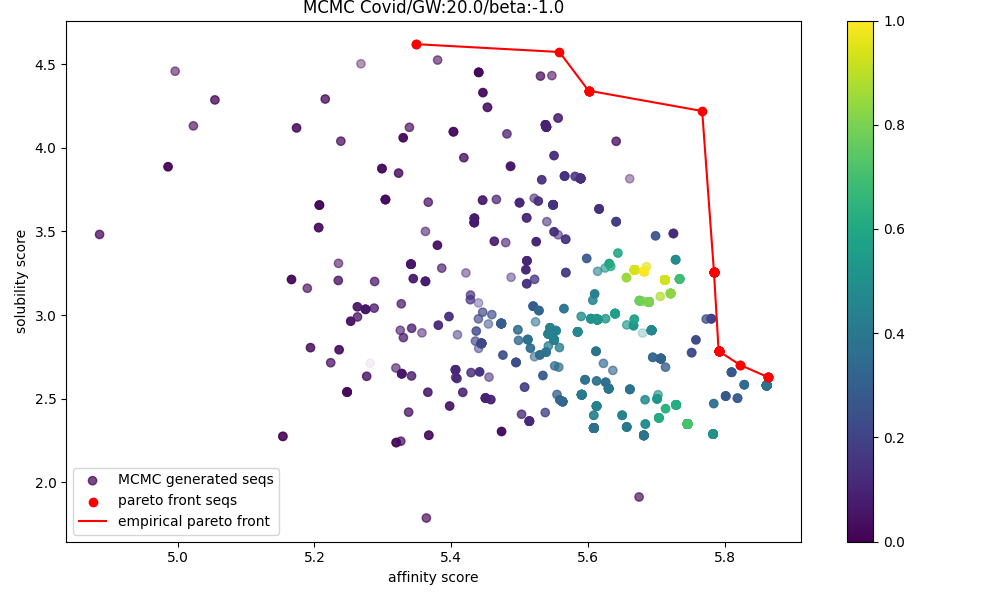 MCMC Covid/GW:20.0/beta:-1.0
solubility score
4.5
4.0
3.5
3.0
2.5
2.0
MCMC generated seqs
pareto front seqs
empirical pareto front
5.0 5.2 5.4 5.6 5.8
affinity score
1.0
0.8
0.6
0.4
0.2
0.0